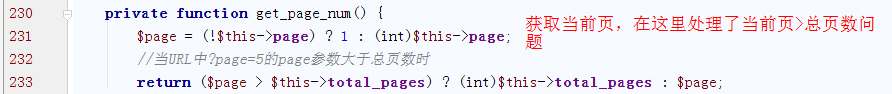 230 private function get_page_num() {
231 $page = (!$this->page) ? 1 : (int)$this->page;
232 //当URL中?page=5的page参数大于总页数时
233 return ($page > $this->total_pages) ? (int)$this->total_pages : $page;
获取当前页，在这里处理了当前页>总页数问
题